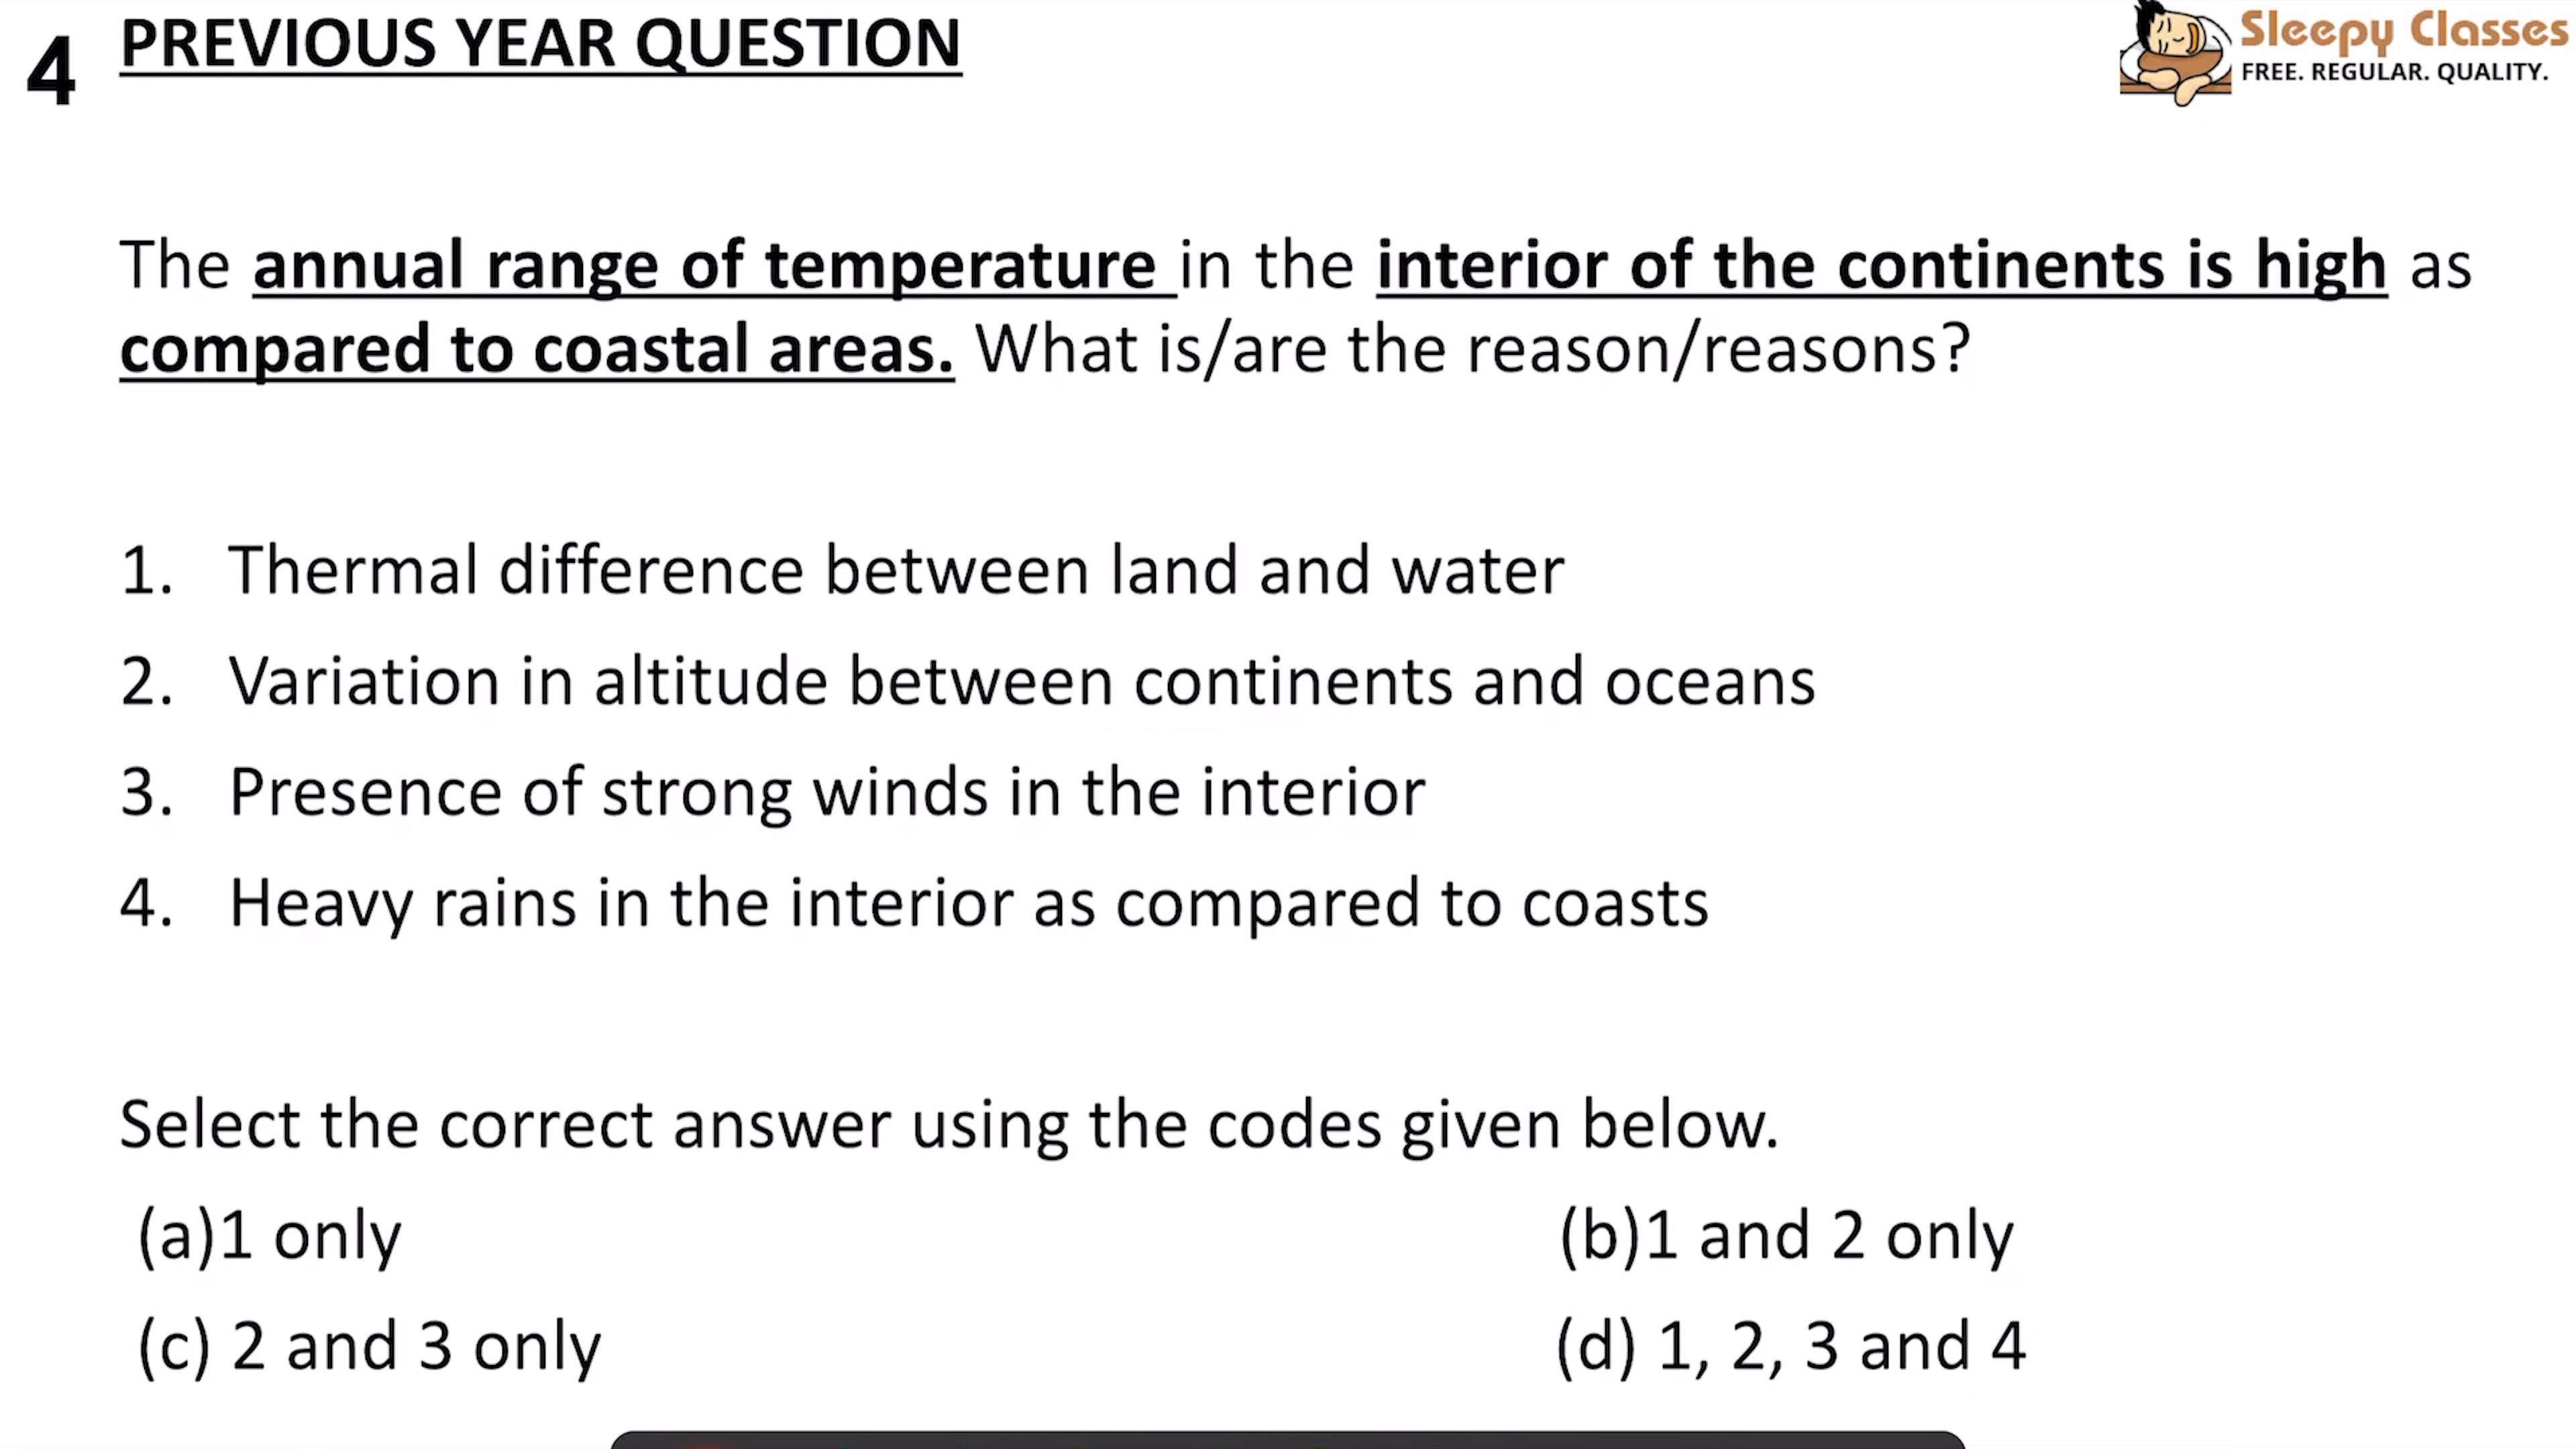 4 PREVIOUS YEAR QUESTION
Sleepy Classes
FREE. REGULAR. QUALITY.
The annual range of temperature in the interior of the continents is high as
compared to coastal areas. What is/are the reason/reasons?
1. Thermal difference between land and water
2. Variation in altitude between continents and oceans
3. Presence of strong winds in the interior
4. Heavy rains in the interior as compared to coasts
Select the correct answer using the codes given below.
(a)1 only (b)1 and 2 only
(c) 2 and 3 only (d) 1, 2, 3 and 4